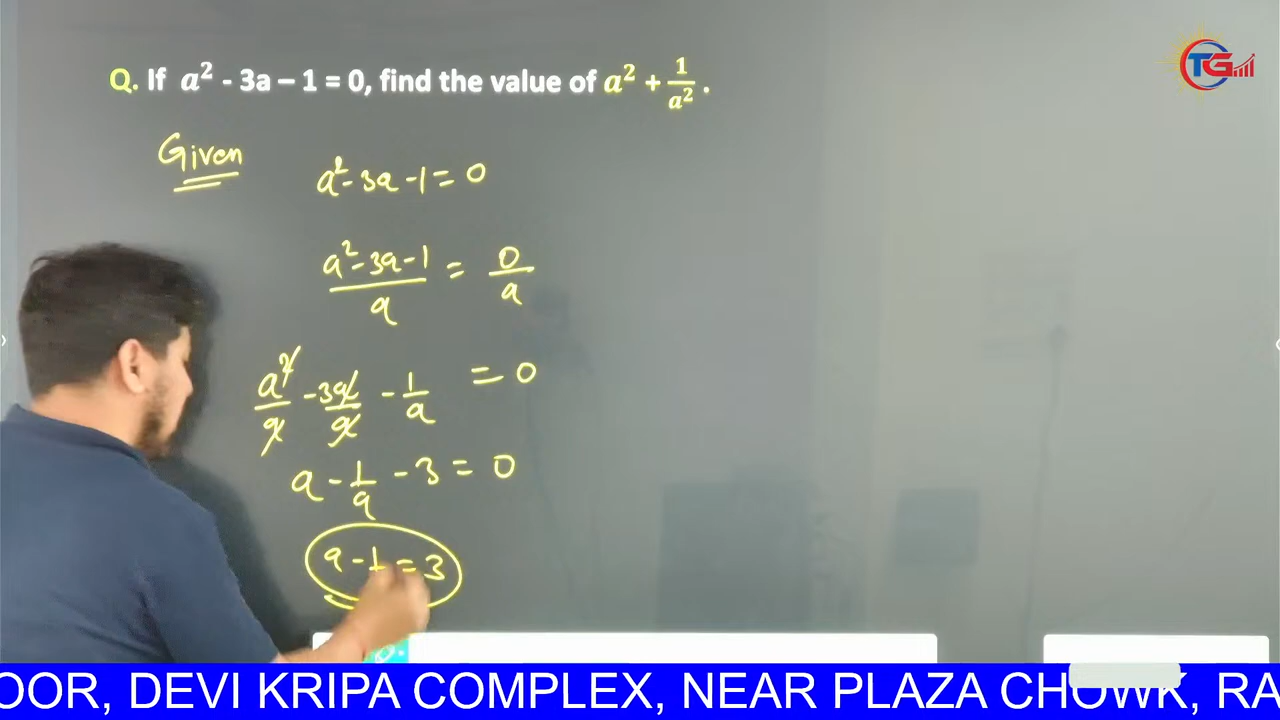 Q. If a² - 3a – 1 = 0, find the value of a² + 1/a² .
TG
Given
a² - 3a - 1 = 0
(a² - 3a - 1)/a = 0/a
a²/a - 3a/a - 1/a = 0
a - 1/a - 3 = 0
a - 1 = 3
OOR, DEVI KRIPA COMPLEX, NEAR PLAZA CHOWK, RA